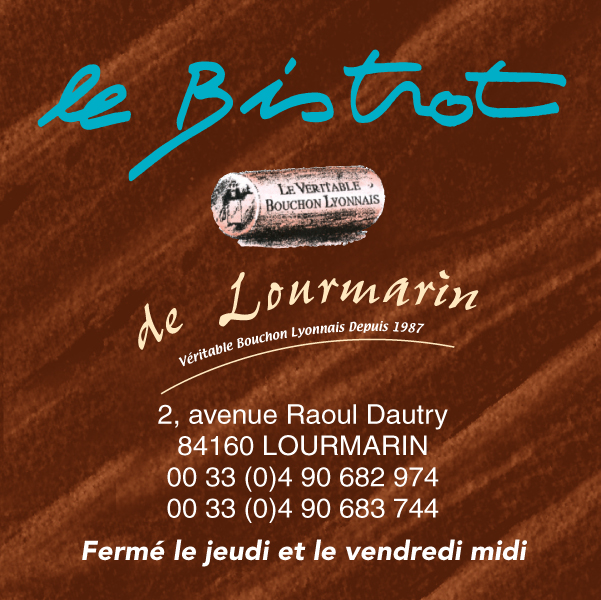 le Bistrot
LE VÉRITABLE
BOUCHON LYONNAIS
de Lourmarin
Véritable Bouchon Lyonnais Depuis 1987
2, avenue Raoul Dautry
84160 LOURMARIN
00 33 (0)4 90 682 974
00 33 (0)4 90 683 744
Fermé le jeudi et le vendredi midi